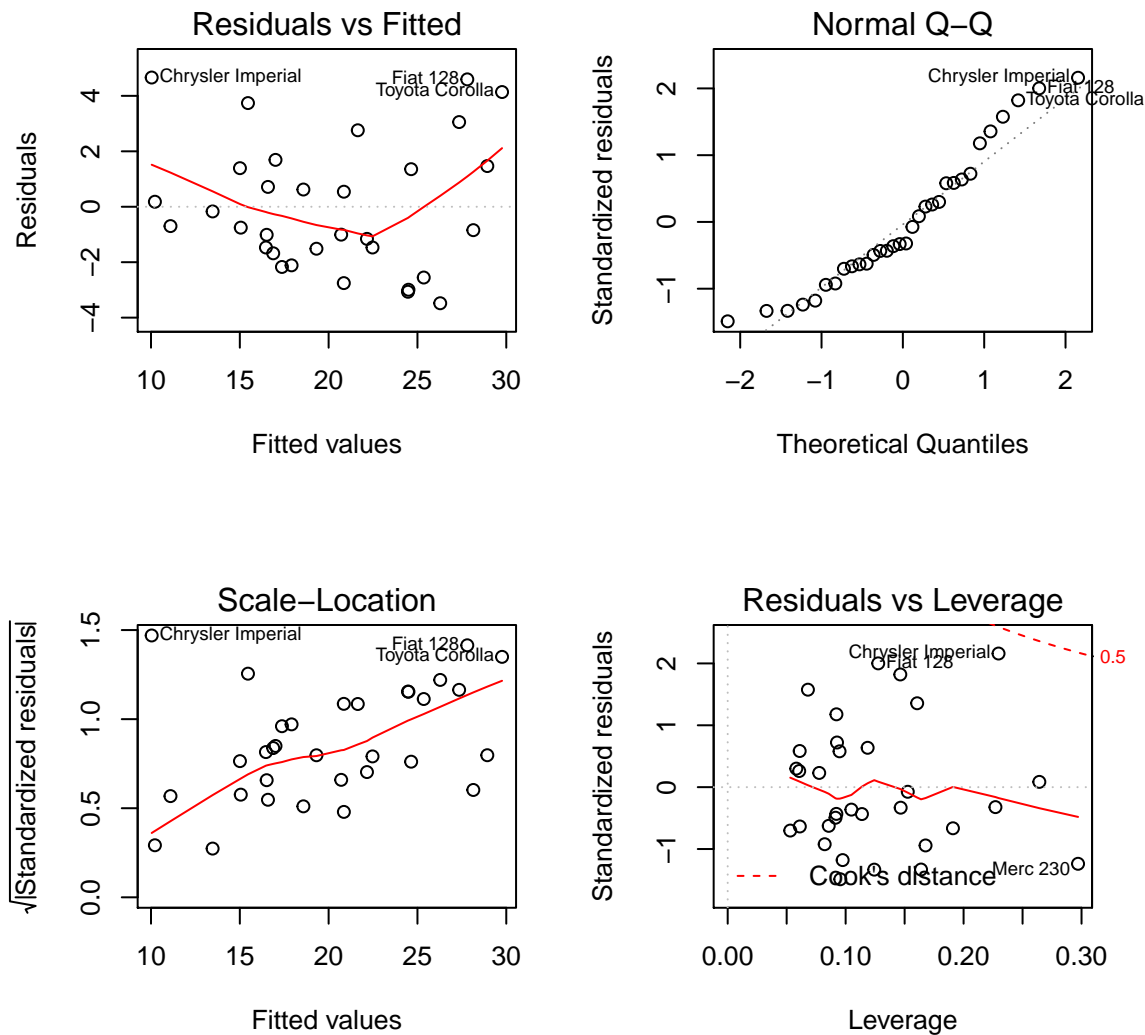 Residuals vs Fitted
Residuals
4
2
0
−2
−4
Chrysler Imperial
Fiat 128
Toyota Corolla
10 15 20 25 30
Fitted values
Normal Q−Q
Standardized residuals
2
1
0
−1
Chrysler Imperial
Fiat 128
Toyota Corolla
−2 −1 0 1 2
Theoretical Quantiles
Scale−Location
√|Standardized residuals|
1.5
1.0
0.5
0.0
Chrysler Imperial
Fiat 128
Toyota Corolla
10 15 20 25 30
Fitted values
Residuals vs Leverage
Standardized residuals
2
1
0
−1
Chrysler Imperial
Fiat 128
0.5
Merc 230
Cook's distance
0.00 0.10 0.20 0.30
Leverage